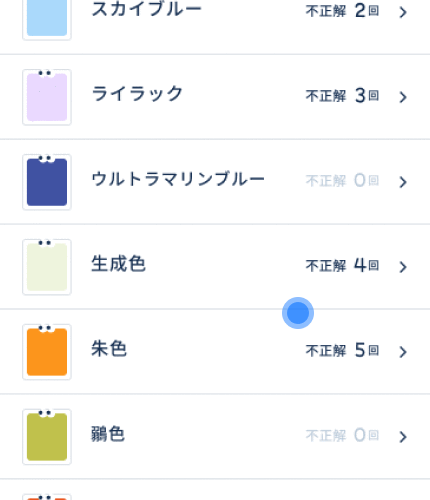 スカイブルー 不正解 2回
ライラック 不正解 3回
ウルトラマリンブルー 不正解 0回
生成色 不正解 4回
朱色 不正解 5回
鶸色 不正解 0回